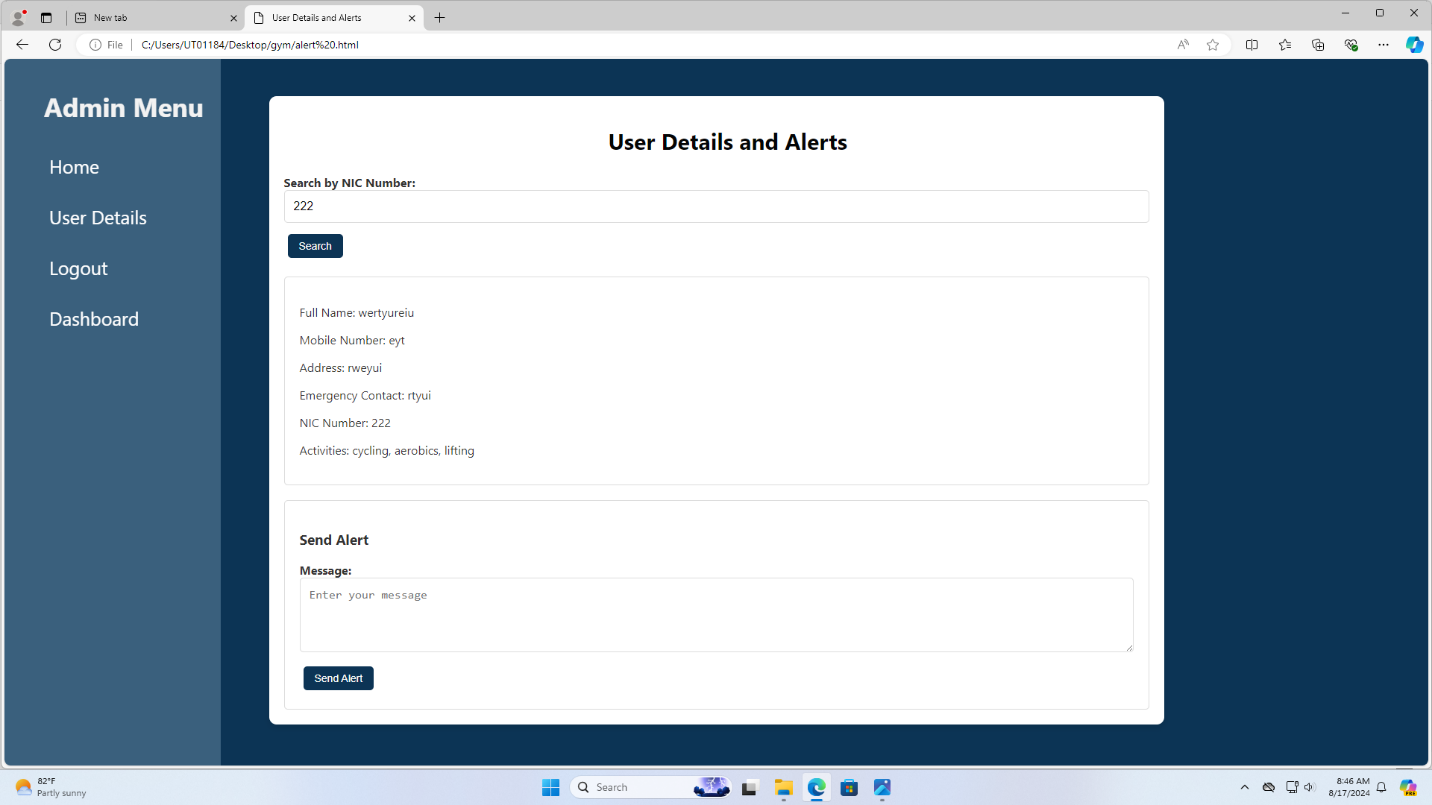 New tab
User Details and Alerts
File
C:/Users/UT01184/Desktop/gym/alert%20.html
Admin Menu
Home
User Details
Logout
Dashboard
User Details and Alerts
Search by NIC Number:
222
Search
Full Name: wertyureiu
Mobile Number: eyt
Address: rweyui
Emergency Contact: rtyui
NIC Number: 222
Activities: cycling, aerobics, lifting
Send Alert
Message:
Enter your message
Send Alert
82°F
Partly sunny
Search
8:46 AM
8/17/2024